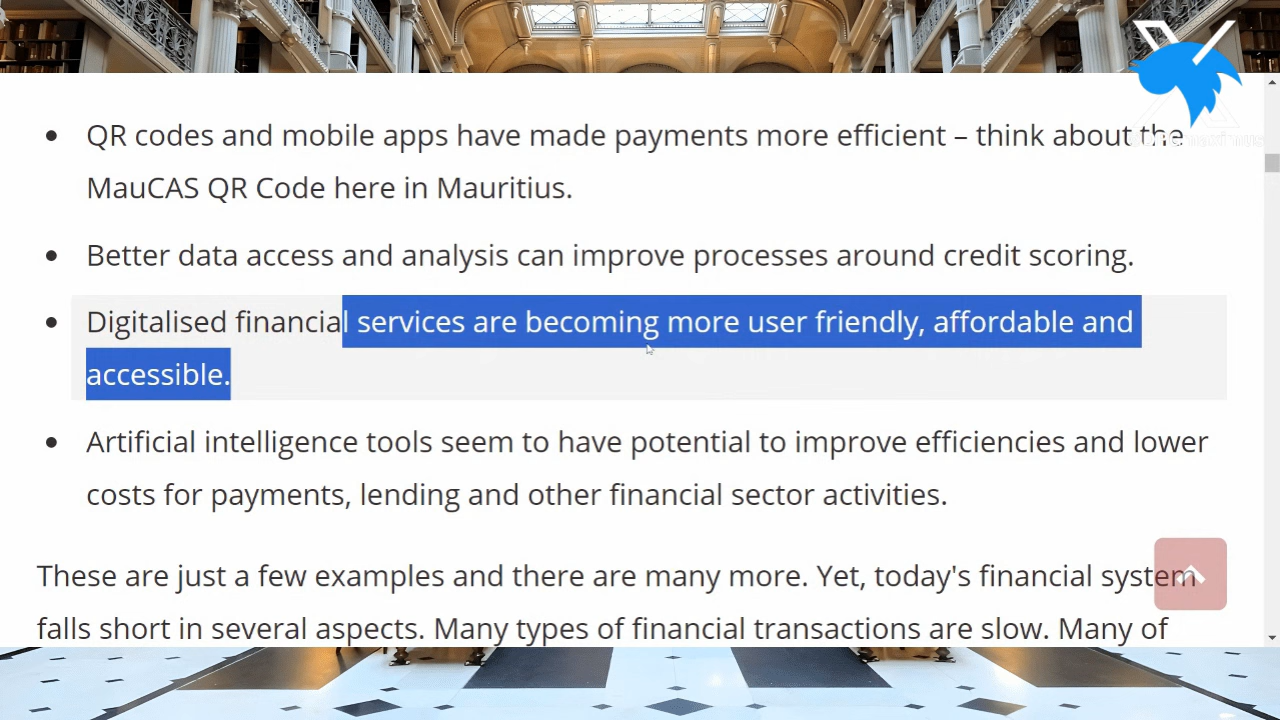 QR codes and mobile apps have made payments more efficient – think about the
MauCAS QR Code here in Mauritius.
Better data access and analysis can improve processes around credit scoring.
Digitalised financial services are becoming more user friendly, affordable and
accessible.
Artificial intelligence tools seem to have potential to improve efficiencies and lower
costs for payments, lending and other financial sector activities.
These are just a few examples and there are many more. Yet, today's financial system
falls short in several aspects. Many types of financial transactions are slow. Many of